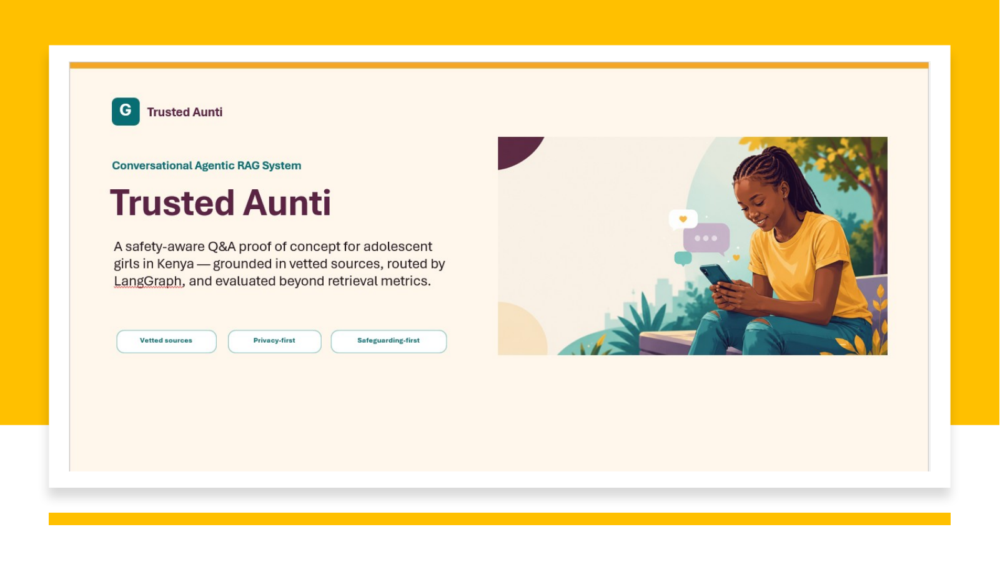 G
Trusted Aunti
Conversational Agentic RAG System
Trusted Aunti
A safety-aware Q&A proof of concept for adolescent
girls in Kenya — grounded in vetted sources, routed by
LangGraph, and evaluated beyond retrieval metrics.
Vetted sources
Privacy-first
Safeguarding-first